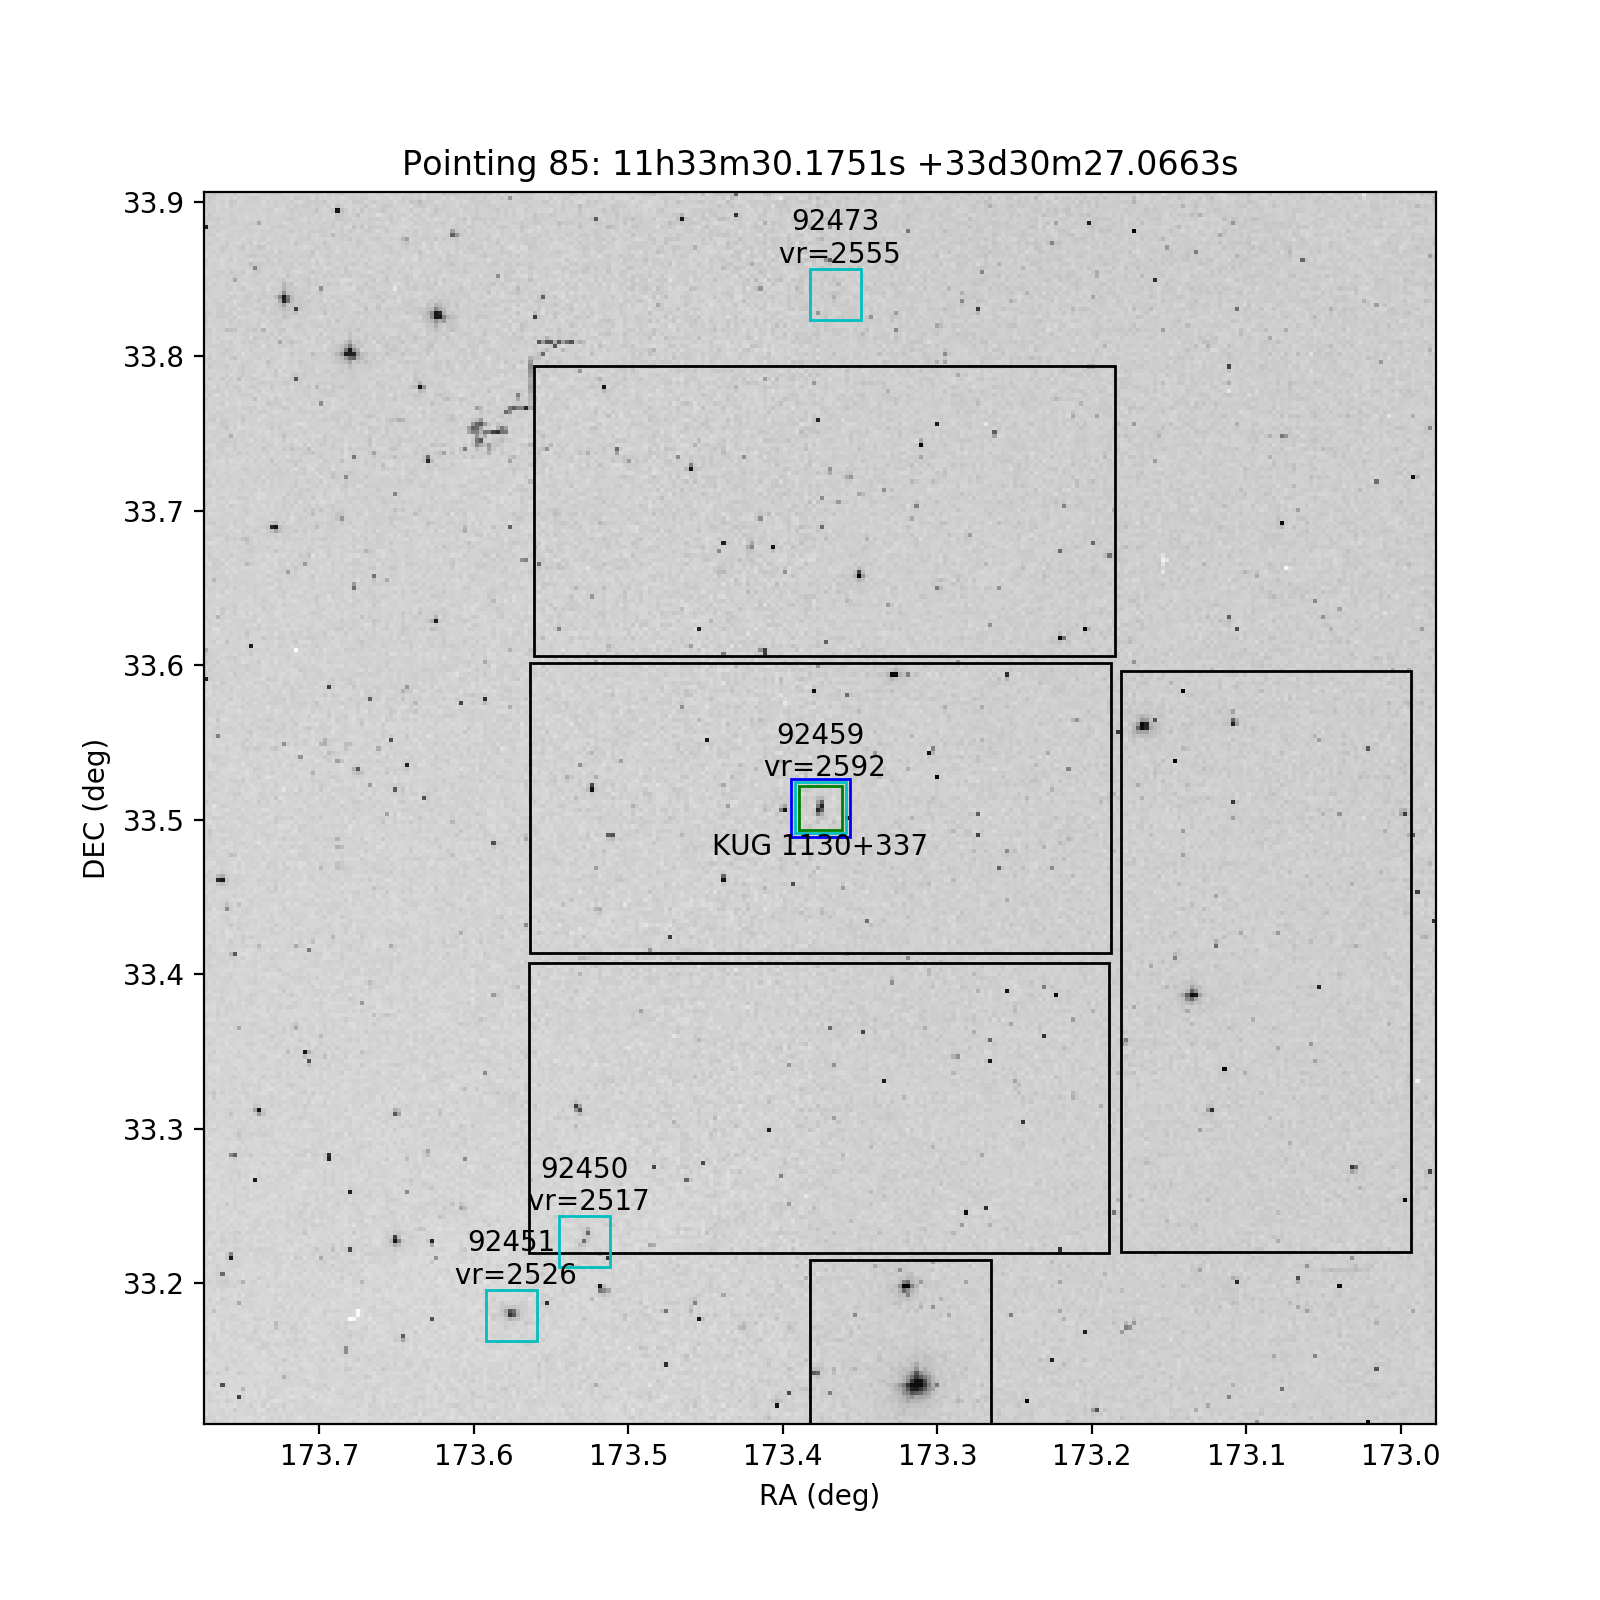 Pointing 85: 11h33m30.1751s +33d30m27.0663s
33.9
33.8
33.7
33.6
33.5
33.4
33.3
33.2
DEC (deg)
92473
vr=2555
92459
vr=2592
KUG 1130+337
92450
vr=2517
92451
vr=2526
173.7 173.6 173.5 173.4 173.3 173.2 173.1 173.0
RA (deg)